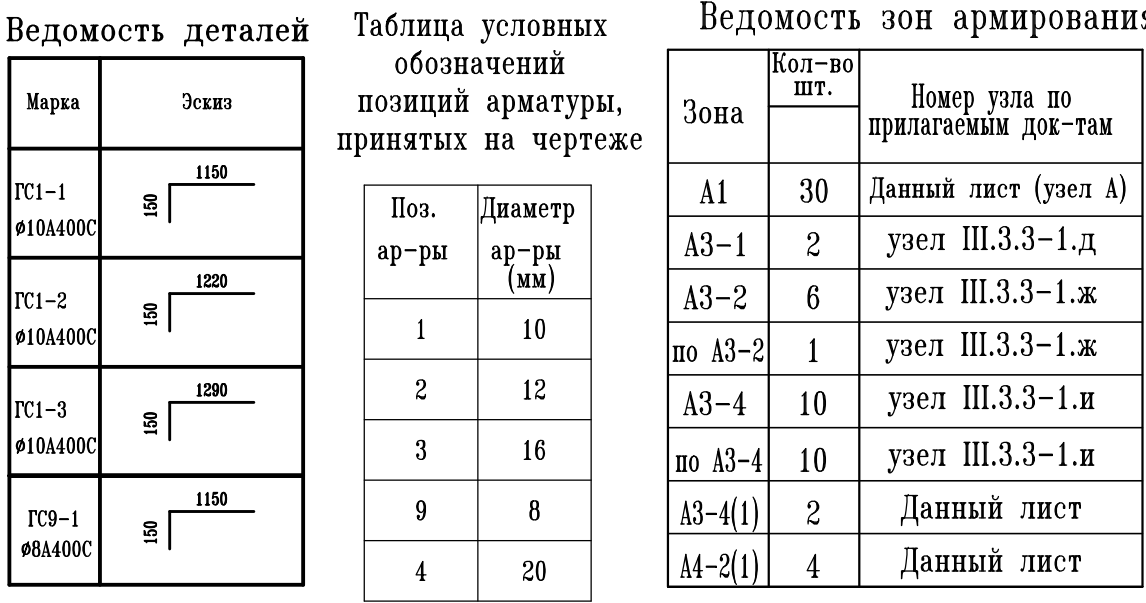 Ведомость деталей
Марка Эскиз
ГС1-1
ø10А400С
1150
150
ГС1-2
ø10А400С
1220
150
ГС1-3
ø10А400С
1290
150
ГС9-1
ø8А400С
1150
150
Таблица условных
обозначений
позиций арматуры,
принятых на чертеже
Поз.
ар-ры
Диаметр
ар-ры
(мм)
1 10
2 12
3 16
9 8
4 20
Ведомость зон армирования
Зона
Кол-во
шт.
Номер узла по
прилагаемым док-там
А1 30 Данный лист (узел А)
А3-1 2 узел III.3.3-1.д
А3-2 6 узел III.3.3-1.ж
по А3-2 1 узел III.3.3-1.ж
А3-4 10 узел III.3.3-1.и
по А3-4 10 узел III.3.3-1.и
А3-4(1) 2 Данный лист
А4-2(1) 4 Данный лист